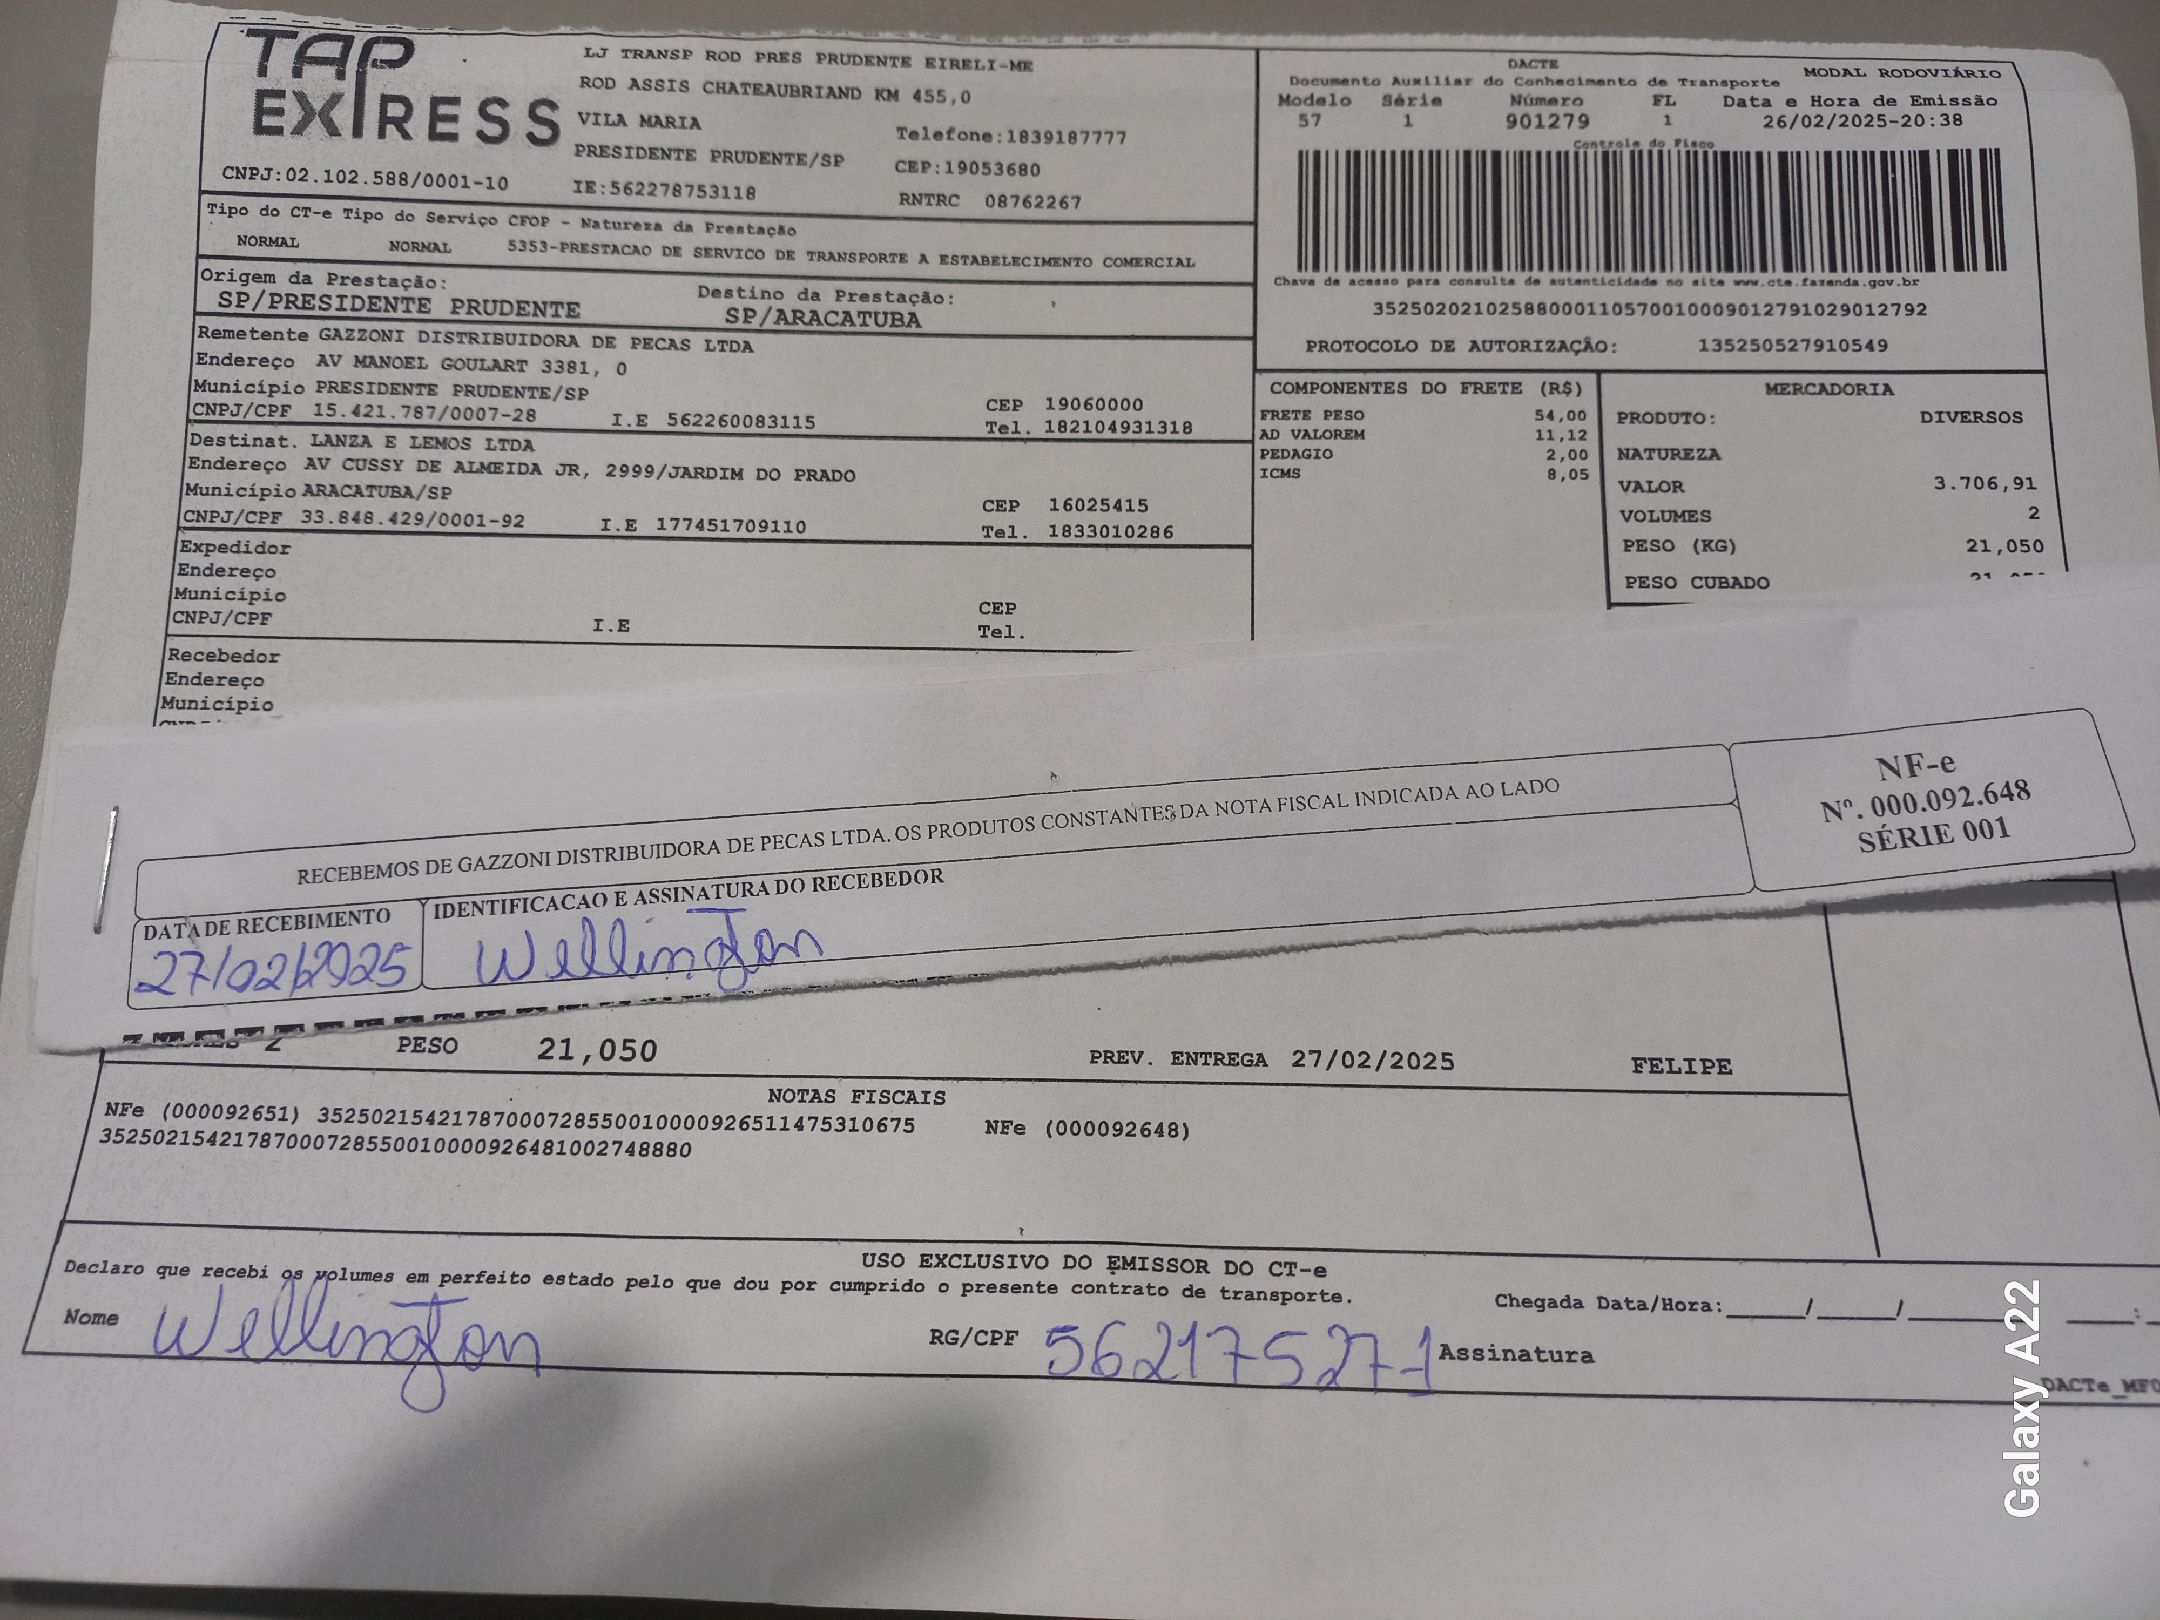 TAP EXPRESS
CNPJ:02.102.588/0001-10
LJ TRANSP ROD PRES PRUDENTE EIRELI-ME
ROD ASSIS CHATEAUBRIAND KM 455,0
VILA MARIA
Telefone:1839187777
PRESIDENTE PRUDENTE/SP
CEP:19053680
IE:562278753118
RNTRC 08762267
DACTE
Documento Auxiliar do Conhecimento de Transporte
MODAL RODOVIÁRIO
Modelo Série Número FL Data e Hora de Emissão
57 1 901279 1 26/02/2025-20:38
Controle do Fisco
Chave de acesso para consulta de autenticidade no site www.cte.fazenda.gov.br
35250202102588000110570010009012791029012792
PROTOCOLO DE AUTORIZAÇÃO: 135250527910549
Tipo do CT-e Tipo do Serviço CFOP - Natureza da Prestação
NORMAL NORMAL 5353-PRESTACAO DE SERVICO DE TRANSPORTE A ESTABELECIMENTO COMERCIAL
Origem da Prestação:
SP/PRESIDENTE PRUDENTE
Destino da Prestação:
SP/ARACATUBA
Remetente GAZZONI DISTRIBUIDORA DE PECAS LTDA
Endereço AV MANOEL GOULART 3381, 0
Município PRESIDENTE PRUDENTE/SP
CEP 19060000
CNPJ/CPF 15.421.787/0007-28 I.E 562260083115 Tel. 182104931318
Destinat. LANZA E LEMOS LTDA
Endereço AV CUSSY DE ALMEIDA JR, 2999/JARDIM DO PRADO
Município ARACATUBA/SP
CEP 16025415
CNPJ/CPF 33.848.429/0001-92 I.E 177451709110 Tel. 1833010286
Expedidor
Endereço
Município
CEP
CNPJ/CPF I.E Tel.
Recebedor
Endereço
Município
COMPONENTES DO FRETE (R$)
FRETE PESO 54,00
AD VALOREM 11,12
PEDAGIO 2,00
ICMS 8,05
MERCADORIA
PRODUTO: DIVERSOS
NATUREZA
VALOR 3.706,91
VOLUMES 2
PESO (KG) 21,050
PESO CUBADO
RECEBEMOS DE GAZZONI DISTRIBUIDORA DE PECAS LTDA. OS PRODUTOS CONSTANTES DA NOTA FISCAL INDICADA AO LADO
NF-e
Nº. 000.092.648
SÉRIE 001
DATA DE RECEBIMENTO
27/02/2025
IDENTIFICACAO E ASSINATURA DO RECEBEDOR
Wellington
2 PESO 21,050 PREV. ENTREGA 27/02/2025 FELIPE
NOTAS FISCAIS
NFe (000092651) 35250215421787000728550010000926511475310675 NFe (000092648)
35250215421787000728550010000926481002748880
USO EXCLUSIVO DO EMISSOR DO CT-e
Declaro que recebi os volumes em perfeito estado pelo que dou por cumprido o presente contrato de transporte.
Chegada Data/Hora:_____/_____/______ ____:
Nome Wellington RG/CPF 56217527-1 Assinatura
DACTe_MF0
Galaxy A22